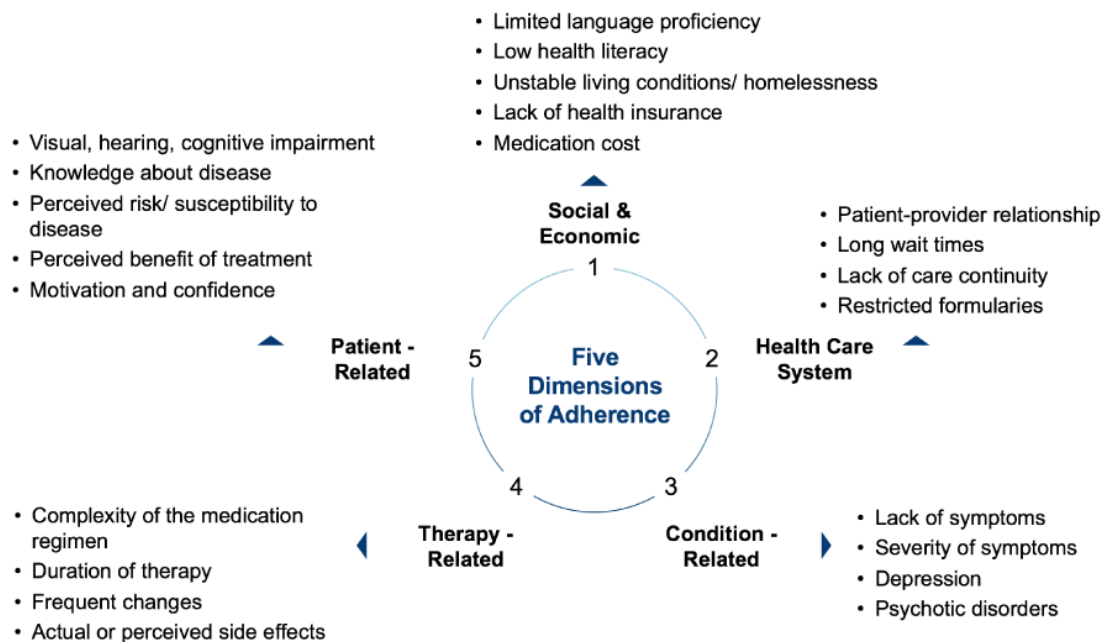 • Limited language proficiency
• Low health literacy
• Unstable living conditions/ homelessness
• Lack of health insurance
• Medication cost
Social &
Economic
1
• Patient-provider relationship
• Long wait times
• Lack of care continuity
• Restricted formularies
2
Health Care
System
• Lack of symptoms
• Severity of symptoms
• Depression
• Psychotic disorders
3
Condition -
Related
• Complexity of the medication
regimen
• Duration of therapy
• Frequent changes
• Actual or perceived side effects
4
Therapy -
Related
• Visual, hearing, cognitive impairment
• Knowledge about disease
• Perceived risk/ susceptibility to
disease
• Perceived benefit of treatment
• Motivation and confidence
5
Patient -
Related
Five
Dimensions
of Adherence